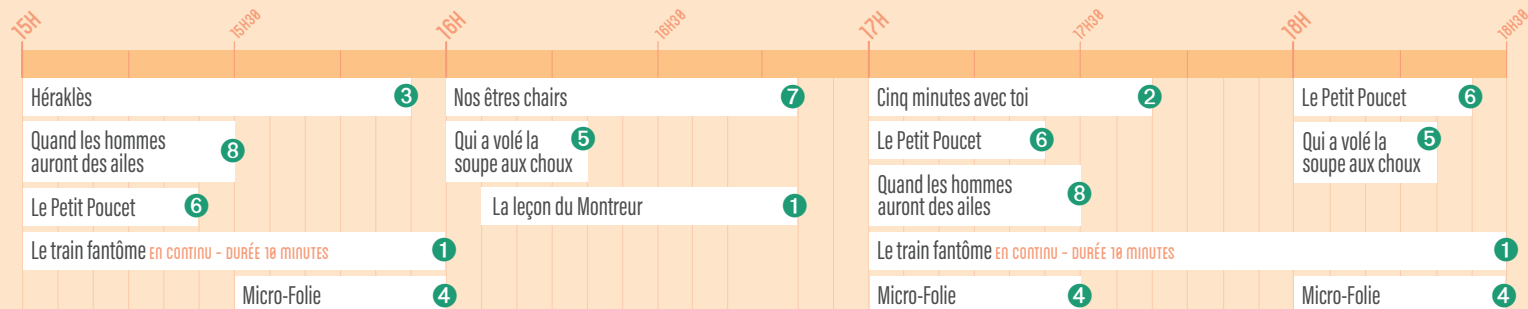 15H 15H30 16H 16H30 17H 17H30 18H 18H30
Héraklès 3 Nos êtres chairs 7 Cinq minutes avec toi 2 Le Petit Poucet 6
Quand les hommes
auront des ailes 8
Qui a volé la
soupe aux choux 5
Le Petit Poucet 6
Qui a volé la
soupe aux choux 5
Le Petit Poucet 6
La leçon du Montreur 1
Quand les hommes
auront des ailes 8
Le train fantôme EN CONTINU - DURÉE 10 MINUTES 1
Le train fantôme EN CONTINU - DURÉE 10 MINUTES 1
Micro-Folie 4
Micro-Folie 4
Micro-Folie 4